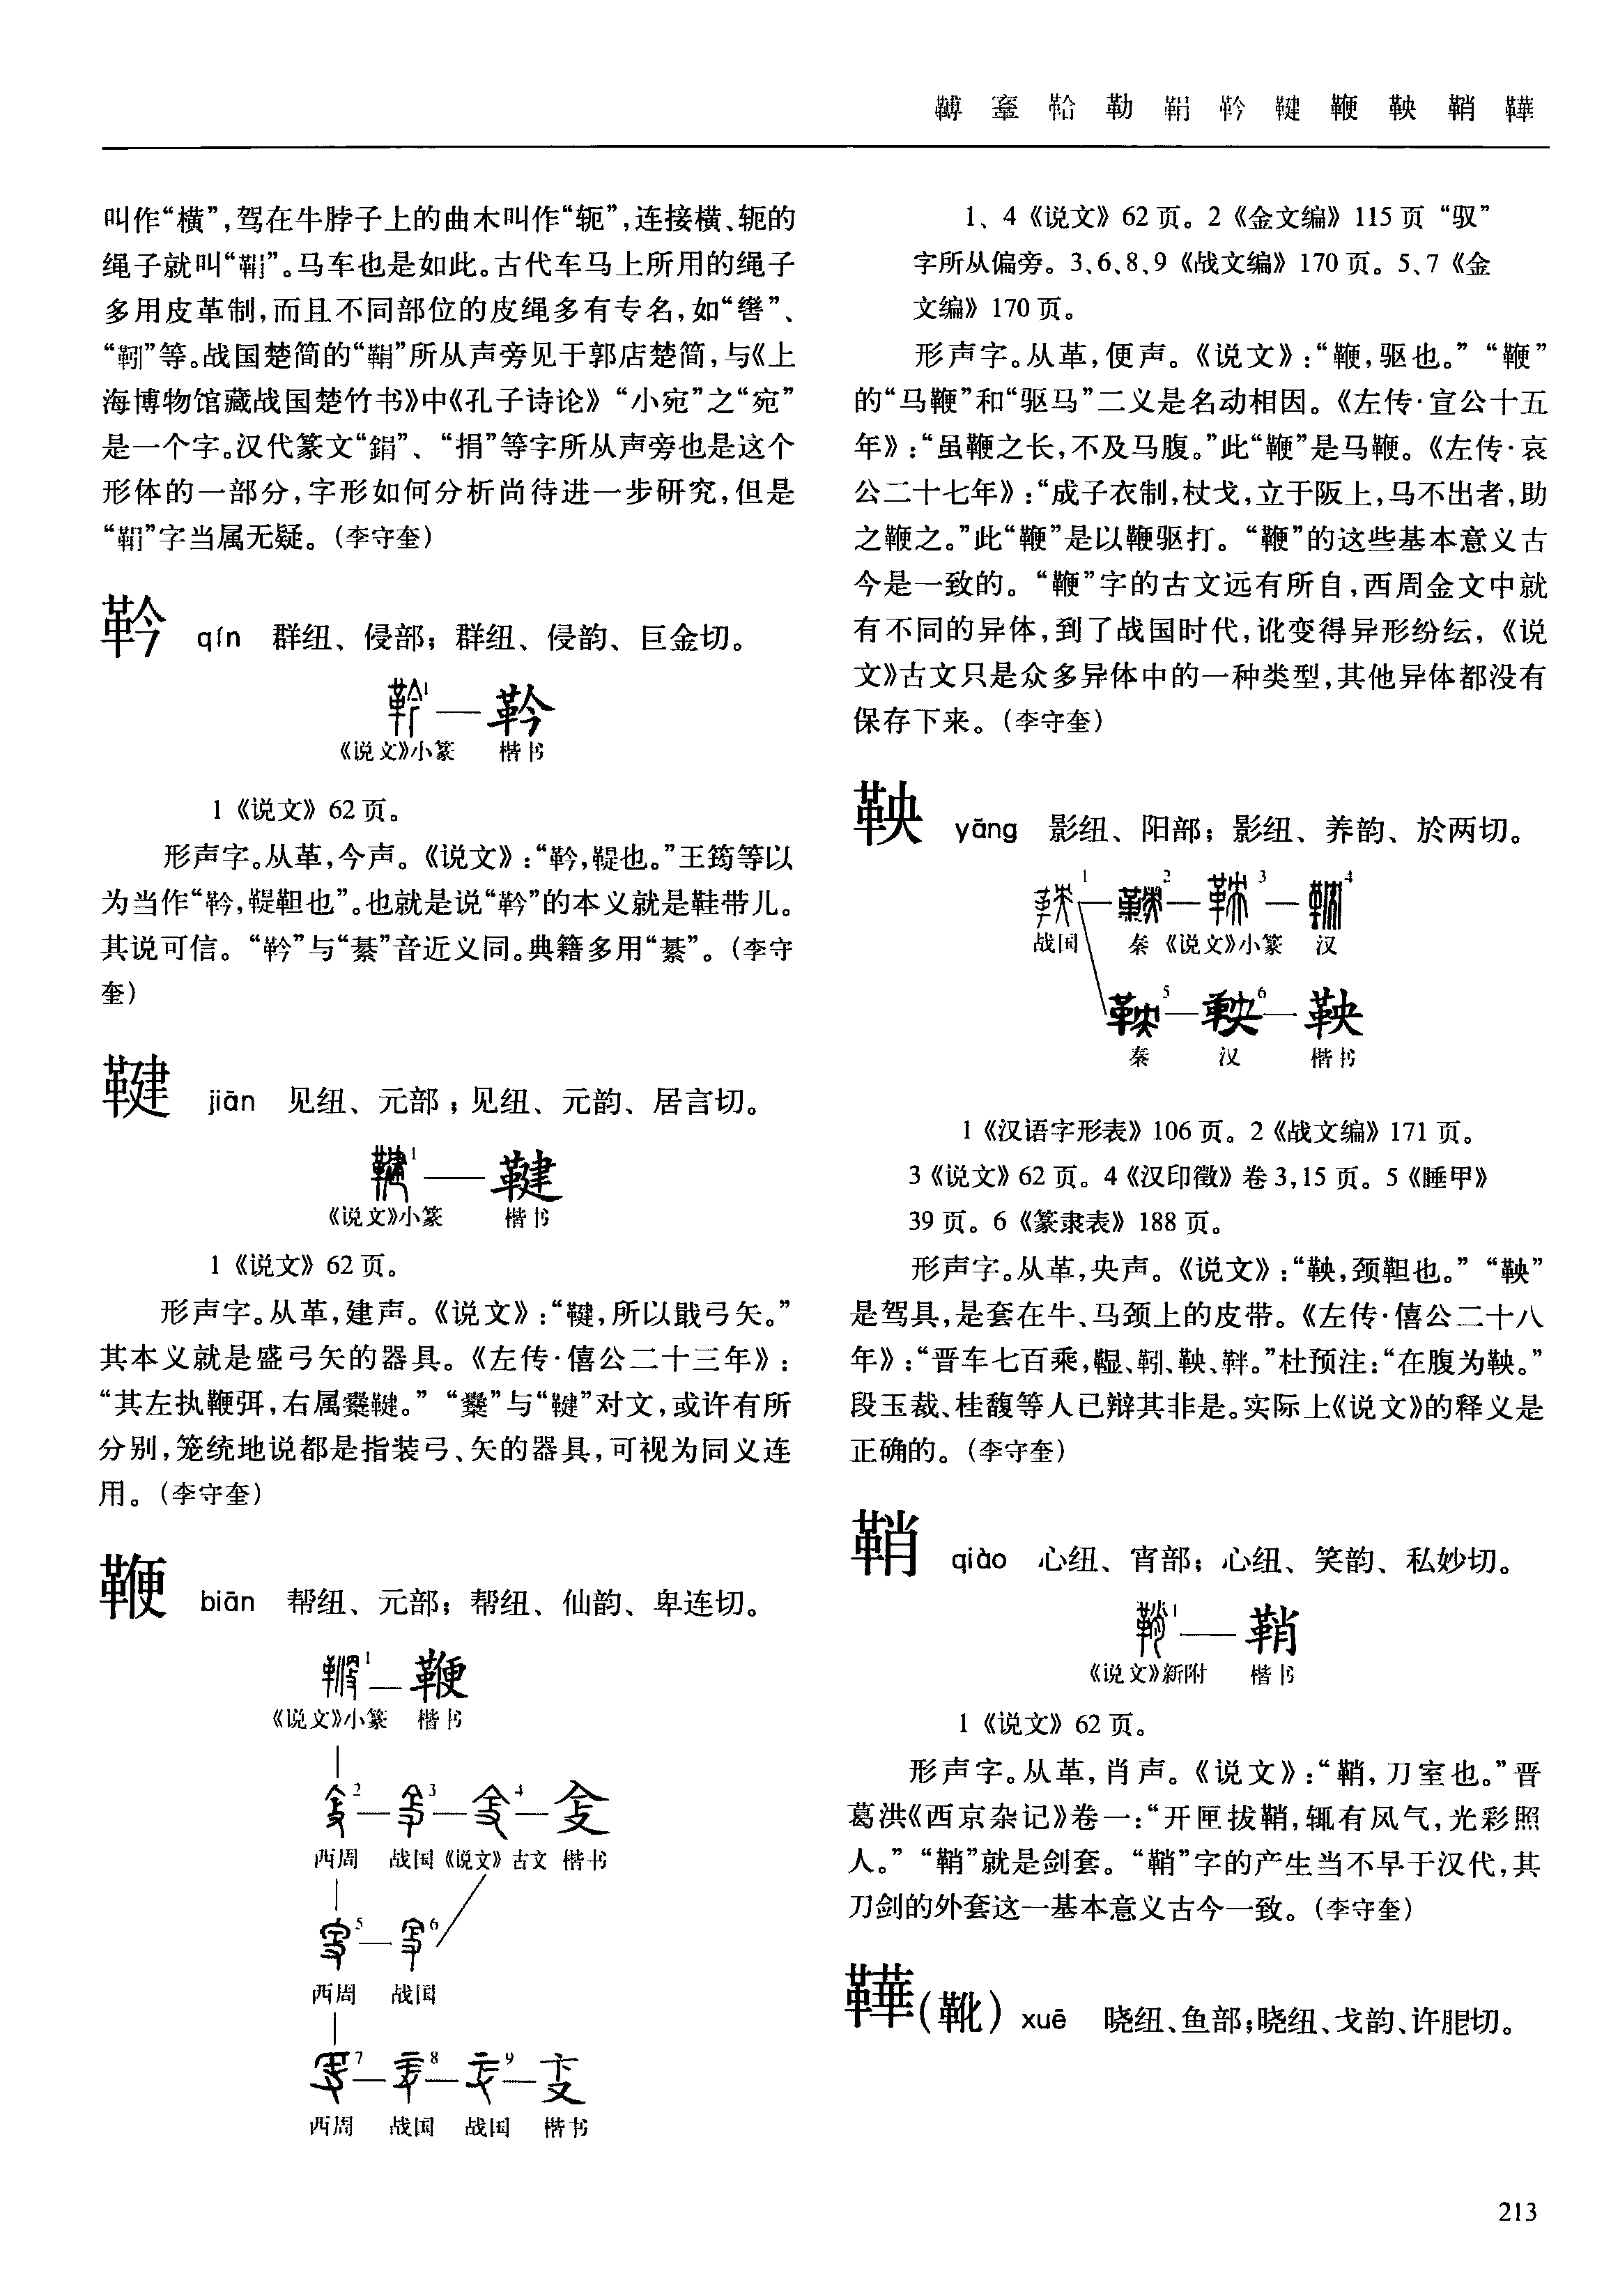 鞴 鞷 鞈 勒 鞙 靲 鞬 鞭 鞅 鞘 鞾
叫作“横”,驾在牛脖子上的曲木叫作“轭”,连接横、轭的
绳子就叫“鞙”。马车也是如此。古代车马上所用的绳子
多用皮革制,而且不同部位的皮绳多有专名,如“辔”、
“靷”等。战国楚简的“鞙”所从声旁见于郭店楚简,与《上
海博物馆藏战国楚竹书》中《孔子诗论》“小宛”之“宛”
是一个字。汉代篆文“鋗”、“捐”等字所从声旁也是这个
形体的一部分,字形如何分析尚待进一步研究,但是
“鞙”字当属无疑。(李守奎)
靲 qín 群纽、侵部；群纽、侵韵、巨金切。
1 — 靲
《说文》小篆 楷书
1《说文》62页。
形声字。从革,今声。《说文》:“靲,鞮也。”王筠等以
为当作“靲,鞮靼也”。也就是说“靲”的本义就是鞋带儿。
其说可信。“靲”与“綦”音近义同。典籍多用“綦”。(李守
奎)
鞬 jiān 见纽、元部；见纽、元韵、居言切。
1 — 鞬
《说文》小篆 楷书
1《说文》62页。
形声字。从革,建声。《说文》:“鞬,所以戢弓矢。”
其本义就是盛弓矢的器具。《左传·僖公二十三年》:
“其左执鞭弭,右属櫜鞬。”“櫜”与“鞬”对文,或许有所
分别,笼统地说都是指装弓、矢的器具,可视为同义连
用。(李守奎)
鞭 biān 帮纽、元部；帮纽、仙韵、卑连切。
1 — 鞭
《说文》小篆 楷书
2 — 3 — 4 —
西周 战国 《说文》古文 楷书
5 — 6
西周 战国
7 — 8 — 9 —
西周 战国 战国 楷书
1、4《说文》62页。2《金文编》115页“驭”
字所从偏旁。3、6、8、9《战文编》170页。5、7《金
文编》170页。
形声字。从革,便声。《说文》:“鞭,驱也。”“鞭”
的“马鞭”和“驱马”二义是名动相因。《左传·宣公十五
年》:“虽鞭之长,不及马腹。”此“鞭”是马鞭。《左传·哀
公二十七年》:“成子衣制,杖戈,立于阪上,马不出者,助
之鞭之。”此“鞭”是以鞭驱打。“鞭”的这些基本意义古
今是一致的。“鞭”字的古文远有所自,西周金文中就
有不同的异体,到了战国时代,讹变得异形纷纭,《说
文》古文只是众多异体中的一种类型,其他异体都没有
保存下来。(李守奎)
鞅 yāng 影纽、阳部；影纽、养韵、於两切。
1 — 2 — 3 — 4
战国 秦 《说文》小篆 汉
5 — 6 — 鞅
秦 汉 楷书
1《汉语字形表》106页。2《战文编》171页。
3《说文》62页。4《汉印徵》卷3,15页。5《睡甲》
39页。6《篆隶表》188页。
形声字。从革,央声。《说文》:“鞅,颈靼也。”“鞅”
是驾具,是套在牛、马颈上的皮带。《左传·僖公二十八
年》:“晋车七百乘,韅、靷、鞅、靽。”杜预注:“在腹为鞅。”
段玉裁、桂馥等人已辩其非是。实际上《说文》的释义是
正确的。(李守奎)
鞘 qiào 心纽、宵部；心纽、笑韵、私妙切。
1 — 鞘
《说文》新附 楷书
1《说文》62页。
形声字。从革,肖声。《说文》:“鞘,刀室也。”晋
葛洪《西京杂记》卷一:“开匣拔鞘,辄有风气,光彩照
人。”“鞘”就是剑套。“鞘”字的产生当不早于汉代,其
刀剑的外套这一基本意义古今一致。(李守奎)
鞾(靴) xuē 晓纽、鱼部；晓纽、戈韵、许𦚢切。
213